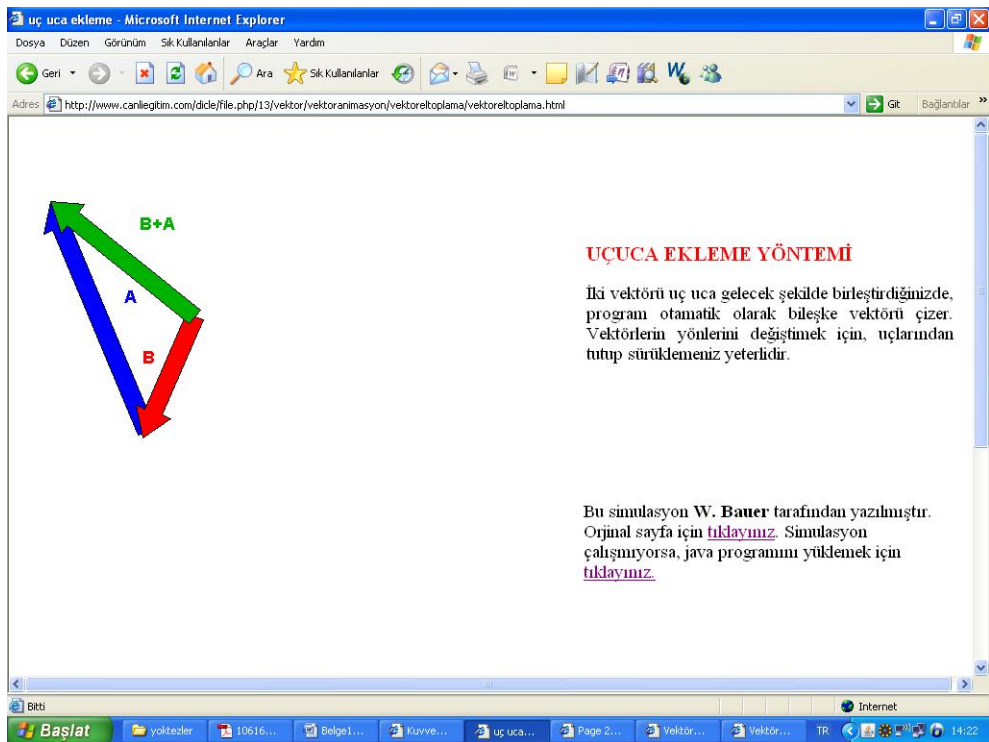 uç uca ekleme - Microsoft Internet Explorer
Dosya Düzen Görünüm Sık Kullanılanlar Araçlar Yardım
Geri Ara Sık Kullanılanlar
Adres http://www.canliegitim.com/dicle/file.php/13/vektor/vektoranimasyon/vektoreltoplama/vektoreltoplama.html Git Bağlantılar »
B+A
A
B
UÇUCA EKLEME YÖNTEMİ
İki vektörü uç uca gelecek şekilde birleştirdiğinizde,
program otamatik olarak bileşke vektörü çizer.
Vektörlerin yönlerini değiştimek için, uçlarından
tutup sürüklemeniz yeterlidir.
Bu simulasyon W. Bauer tarafından yazılmıştır.
Orjinal sayfa için tıklayınız. Simulasyon
çalışmıyorsa, java programını yüklemek için
tıklayınız.
Bitti Internet
Başlat yoktezler 10616... Belge1... Kuvve... uç uca... Page 2... Vektör... Vektör... TR 14:22